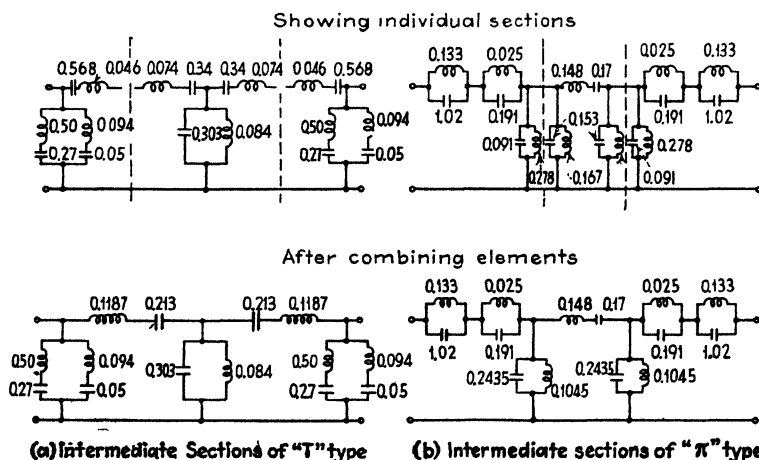 Showing individual sections
0.568 0.046 0.074 0.34 0.34 0.074 0.046 0.568
0.50 0.094 0.303 0.084 0.50 0.094
0.27 0.05 0.27 0.05
0.133 0.025 0.148 0.17 0.025 0.133
1.02 0.191 0.191 1.02
0.091 0.153 0.278
0.278 0.167 0.091
After combining elements
0.1187 0.213 0.213 0.1187
0.50 0.094 0.303 0.084 0.50 0.094
0.27 0.05 0.27 0.05
0.133 0.025 0.148 0.17 0.025 0.133
1.02 0.191 0.191 1.02
0.2435 0.1045 0.2435 0.1045
(a) Intermediate Sections of "T" type
(b) Intermediate sections of "π" type